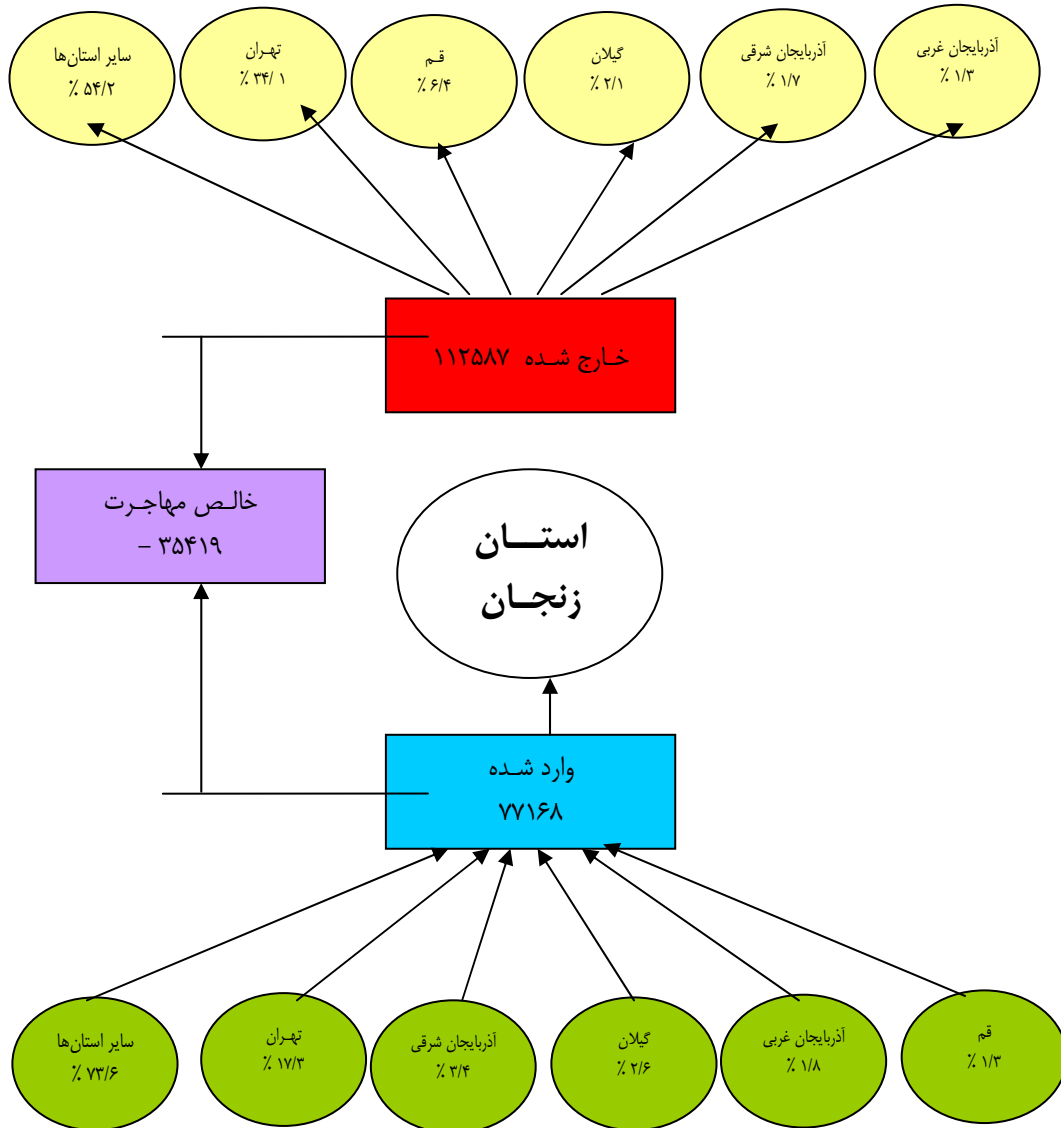 آذربایجان غربی
٪ ۱/۳
آذربایجان شرقی
٪ ۱/۷
گیلان
٪ ۲/۱
قـم
٪ ۶/۴
تهـران
٪ ۳۴/ ۱
سایر استان‌ها
٪ ۵۴/۲
خـارج شـده ۱۱۲۵۸۷
خالـص مهاجـرت
– ۳۵۴۱۹
استـــان
زنجــان
وارد شـده
۷۷۱۶۸
قم
٪ ۱/۳
آذربایجان غربی
٪ ۱/۸
گیلان
٪ ۲/۶
آذربایجان شرقی
٪ ۳/۴
تهـران
٪ ۱۷/۳
سایر استان‌ها
٪ ۷۳/۶